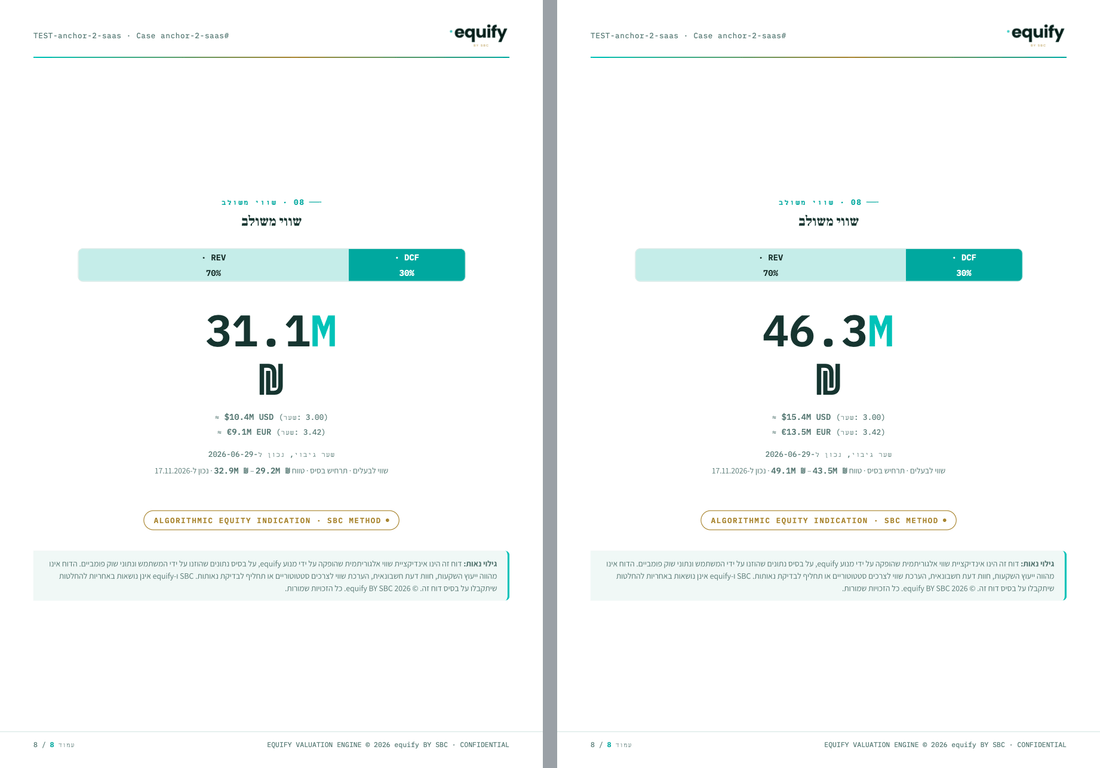 TEST-anchor-2-saas · Case anchor-2-saas#
equify
BY SBC
08 · שווי משולב
שווי משולב
· REV
70%
· DCF
30%
31.1M
₪
≈ $10.4M USD (שער: 3.00)
≈ €9.1M EUR (שער: 3.42)
שער גיבוי, נכון ל-2026-06-29
שווי לבעלים · תרחיש בסיס · טווח ₪ 29.2M – ₪ 32.9M · נכון ל-17.11.2026
ALGORITHMIC EQUITY INDICATION · SBC METHOD •
גילוי נאות: דוח זה הינו אינדיקציית שווי אלגוריתמית שהופקה על ידי מנוע equify, על בסיס נתונים שהוזנו על ידי המשתמש ונתוני שוק פומביים. הדוח אינו
מהווה ייעוץ השקעות, חוות דעת חשבונאית, הערכת שווי לצרכים סטטוטוריים או תחליף לבדיקת נאותות. SBC ו-equify אינן נושאות באחריות להחלטות
שיתקבלו על בסיס דוח זה. © 2026 equify BY SBC. כל הזכויות שמורות.
עמוד 8 / 8
EQUIFY VALUATION ENGINE © 2026 equify BY SBC · CONFIDENTIAL
TEST-anchor-2-saas · Case anchor-2-saas#
equify
BY SBC
08 · שווי משולב
שווי משולב
· REV
70%
· DCF
30%
46.3M
₪
≈ $15.4M USD (שער: 3.00)
≈ €13.5M EUR (שער: 3.42)
שער גיבוי, נכון ל-2026-06-29
שווי לבעלים · תרחיש בסיס · טווח ₪ 43.5M – ₪ 49.1M · נכון ל-17.11.2026
ALGORITHMIC EQUITY INDICATION · SBC METHOD •
גילוי נאות: דוח זה הינו אינדיקציית שווי אלגוריתמית שהופקה על ידי מנוע equify, על בסיס נתונים שהוזנו על ידי המשתמש ונתוני שוק פומביים. הדוח אינו
מהווה ייעוץ השקעות, חוות דעת חשבונאית, הערכת שווי לצרכים סטטוטוריים או תחליף לבדיקת נאותות. SBC ו-equify אינן נושאות באחריות להחלטות
שיתקבלו על בסיס דוח זה. © 2026 equify BY SBC. כל הזכויות שמורות.
עמוד 8 / 8
EQUIFY VALUATION ENGINE © 2026 equify BY SBC · CONFIDENTIAL